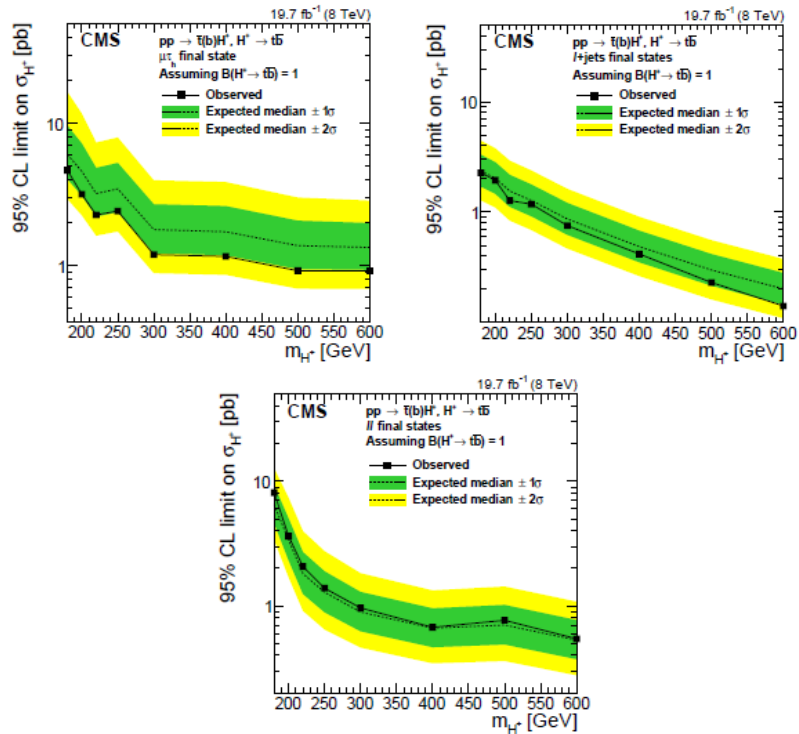 19.7 fb⁻¹ (8 TeV)
CMS
pp → t̄(b)H⁺, H⁺ → tb̄
μτₕ final state
Assuming B(H⁺→ tb̄) = 1
Observed
Expected median ± 1σ
Expected median ± 2σ
95% CL limit on σ_H⁺ [pb]
10
1
200 250 300 350 400 450 500 550 600
m_H⁺ [GeV]
19.7 fb⁻¹ (8 TeV)
CMS
pp → t̄(b)H⁺, H⁺ → tb̄
l+jets final states
Assuming B(H⁺→ tb̄) = 1
Observed
Expected median ± 1σ
Expected median ± 2σ
95% CL limit on σ_H⁺ [pb]
10
1
200 250 300 350 400 450 500 550 600
m_H⁺ [GeV]
19.7 fb⁻¹ (8 TeV)
CMS
pp → t̄(b)H⁺, H⁺ → tb̄
ll final states
Assuming B(H⁺→ tb̄) = 1
Observed
Expected median ± 1σ
Expected median ± 2σ
95% CL limit on σ_H⁺ [pb]
10
1
200 250 300 350 400 450 500 550 600
m_H⁺ [GeV]